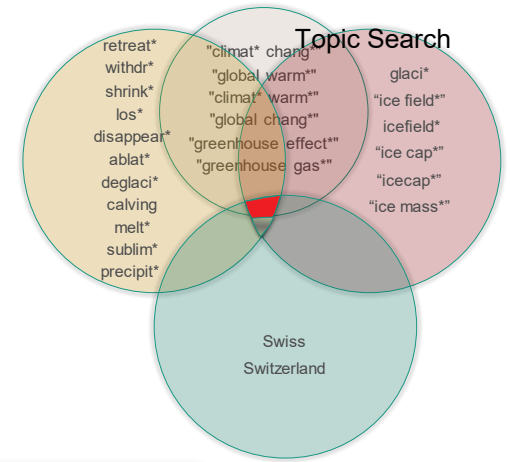 Topic Search
retreat*
withdr*
shrink*
los*
disappear*
ablat*
deglaci*
calving
melt*
sublim*
precipit*
"climat* chang*"
"global warm*"
"climat* warm*"
"global chang*"
"greenhouse effect*"
"greenhouse gas*"
glaci*
“ice field*”
icefield*
“ice cap*”
“icecap*”
“ice mass*”
Swiss
Switzerland